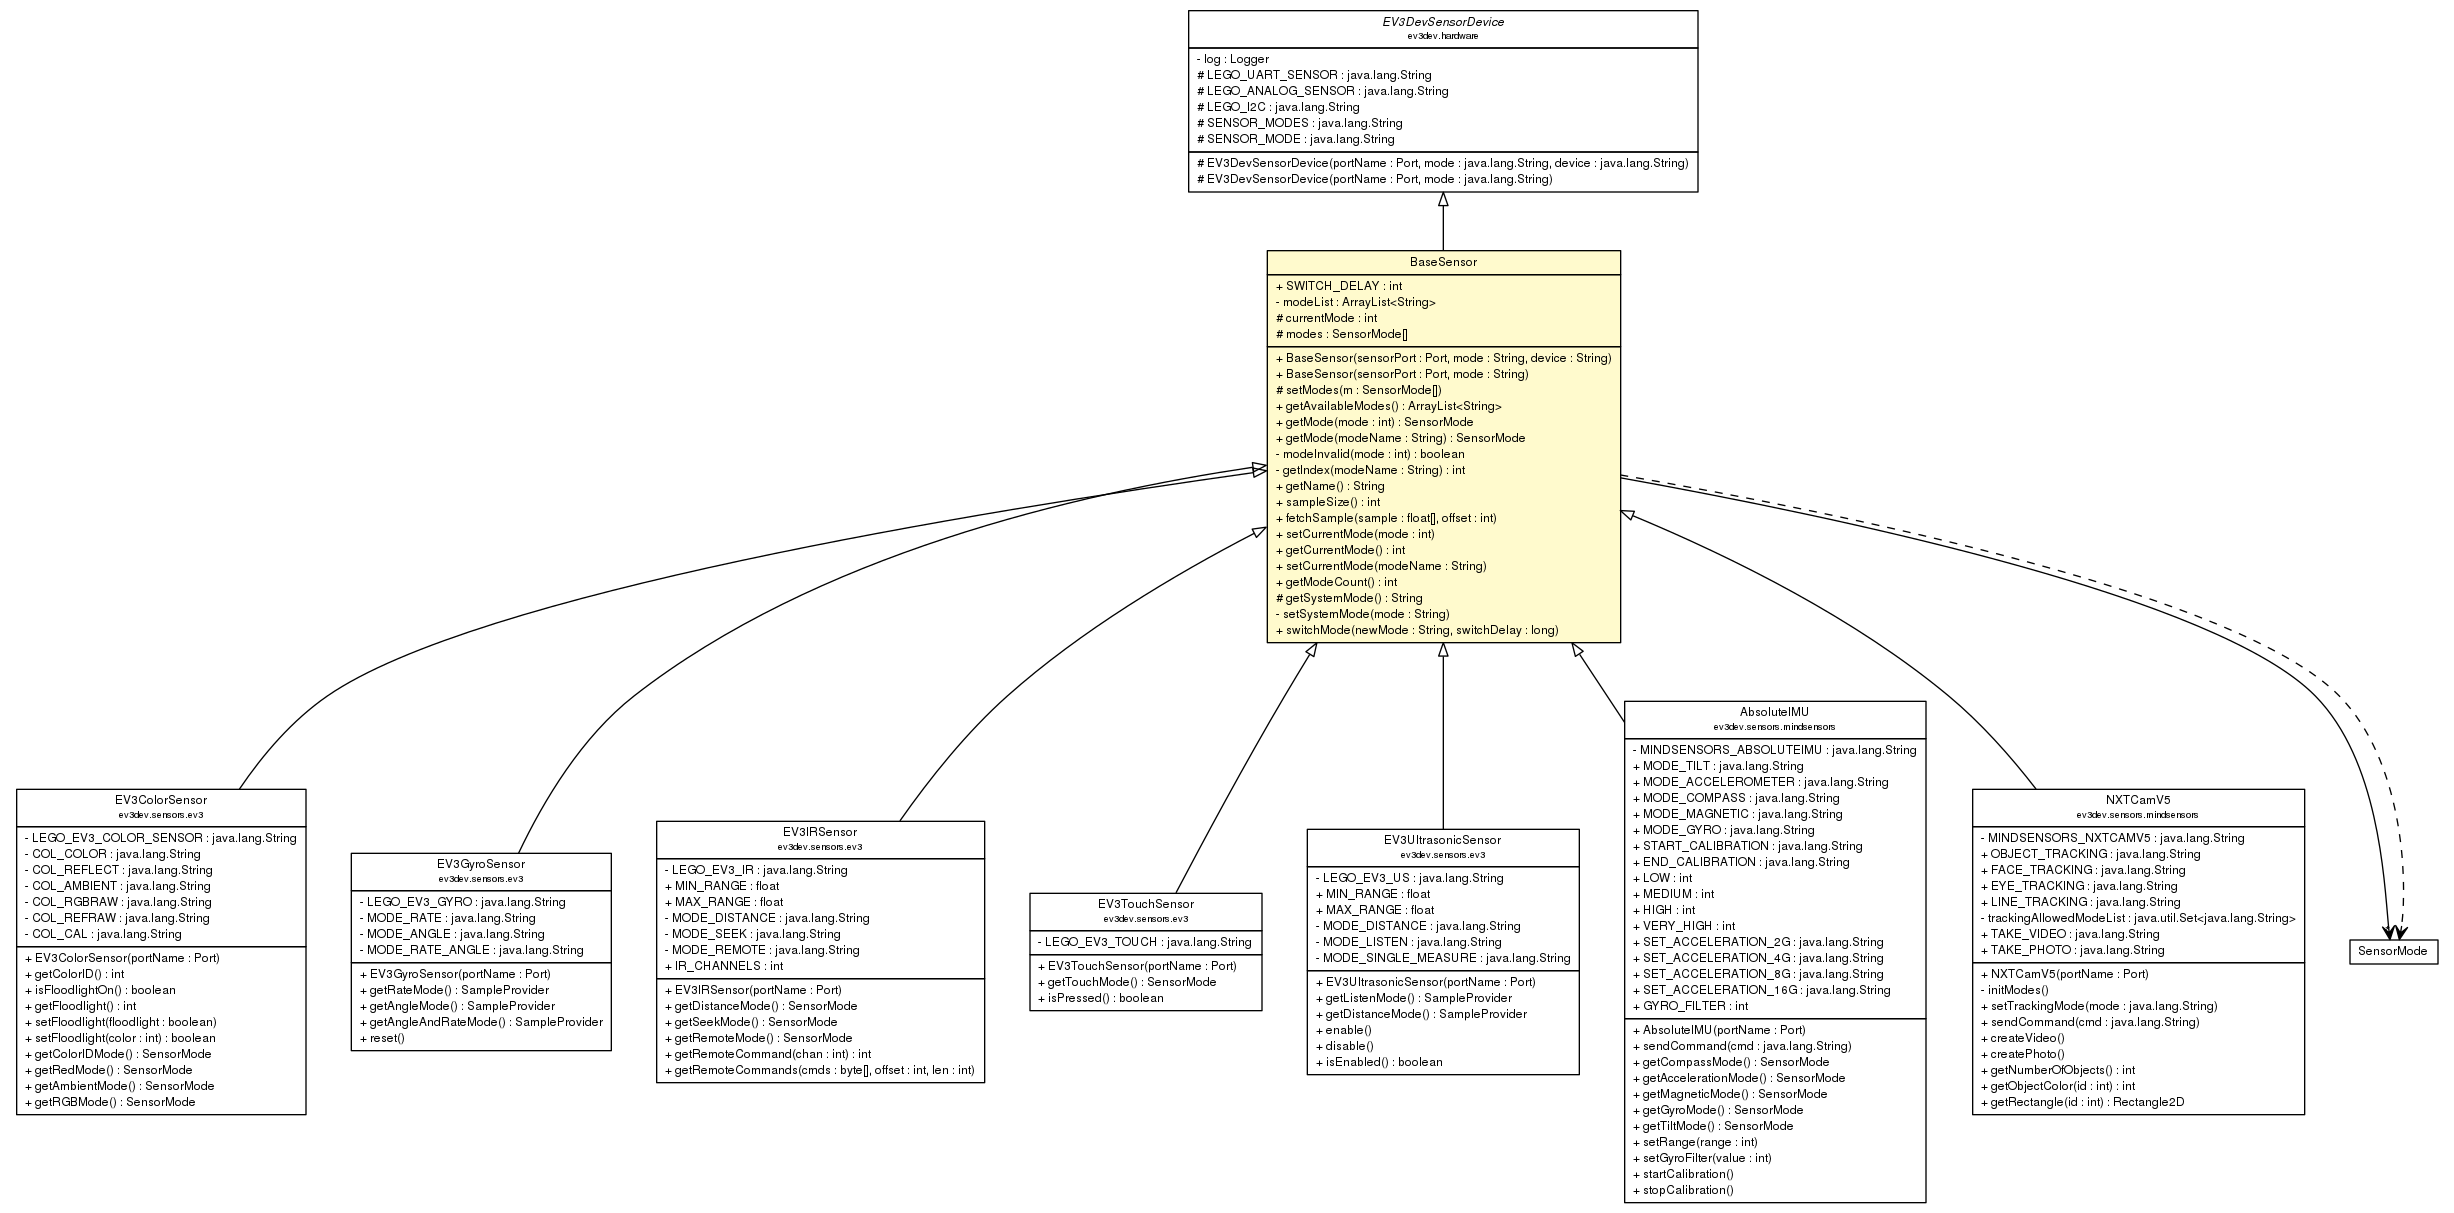 EV3DevSensorDevice
ev3dev.hardware
- log : Logger
# LEGO_UART_SENSOR : java.lang.String
# LEGO_ANALOG_SENSOR : java.lang.String
# LEGO_I2C : java.lang.String
# SENSOR_MODES : java.lang.String
# SENSOR_MODE : java.lang.String
# EV3DevSensorDevice(portName : Port, mode : java.lang.String, device : java.lang.String)
# EV3DevSensorDevice(portName : Port, mode : java.lang.String)
BaseSensor
+ SWITCH_DELAY : int
- modeList : ArrayList<String>
# currentMode : int
# modes : SensorMode[]
+ BaseSensor(sensorPort : Port, mode : String, device : String)
+ BaseSensor(sensorPort : Port, mode : String)
# setModes(m : SensorMode[])
+ getAvailableModes() : ArrayList<String>
+ getMode(mode : int) : SensorMode
+ getMode(modeName : String) : SensorMode
- modeInvalid(mode : int) : boolean
- getIndex(modeName : String) : int
+ getName() : String
+ sampleSize() : int
+ fetchSample(sample : float[], offset : int)
+ setCurrentMode(mode : int)
+ getCurrentMode() : int
+ setCurrentMode(modeName : String)
+ getModeCount() : int
# getSystemMode() : String
- setSystemMode(mode : String)
+ switchMode(newMode : String, switchDelay : long)
EV3ColorSensor
ev3dev.sensors.ev3
- LEGO_EV3_COLOR_SENSOR : java.lang.String
- COL_COLOR : java.lang.String
- COL_REFLECT : java.lang.String
- COL_AMBIENT : java.lang.String
- COL_RGBRAW : java.lang.String
- COL_REFRAW : java.lang.String
- COL_CAL : java.lang.String
+ EV3ColorSensor(portName : Port)
+ getColorID() : int
+ isFloodlightOn() : boolean
+ getFloodlight() : int
+ setFloodlight(floodlight : boolean)
+ setFloodlight(color : int) : boolean
+ getColorIDMode() : SensorMode
+ getRedMode() : SensorMode
+ getAmbientMode() : SensorMode
+ getRGBMode() : SensorMode
EV3GyroSensor
ev3dev.sensors.ev3
- LEGO_EV3_GYRO : java.lang.String
- MODE_RATE : java.lang.String
- MODE_ANGLE : java.lang.String
- MODE_RATE_ANGLE : java.lang.String
+ EV3GyroSensor(portName : Port)
+ getRateMode() : SampleProvider
+ getAngleMode() : SampleProvider
+ getAngleAndRateMode() : SampleProvider
+ reset()
EV3IRSensor
ev3dev.sensors.ev3
- LEGO_EV3_IR : java.lang.String
+ MIN_RANGE : float
+ MAX_RANGE : float
- MODE_DISTANCE : java.lang.String
- MODE_SEEK : java.lang.String
- MODE_REMOTE : java.lang.String
+ IR_CHANNELS : int
+ EV3IRSensor(portName : Port)
+ getDistanceMode() : SensorMode
+ getSeekMode() : SensorMode
+ getRemoteMode() : SensorMode
+ getRemoteCommand(chan : int) : int
+ getRemoteCommands(cmds : byte[], offset : int, len : int)
EV3TouchSensor
ev3dev.sensors.ev3
- LEGO_EV3_TOUCH : java.lang.String
+ EV3TouchSensor(portName : Port)
+ getTouchMode() : SensorMode
+ isPressed() : boolean
EV3UltrasonicSensor
ev3dev.sensors.ev3
- LEGO_EV3_US : java.lang.String
+ MIN_RANGE : float
+ MAX_RANGE : float
- MODE_DISTANCE : java.lang.String
- MODE_LISTEN : java.lang.String
- MODE_SINGLE_MEASURE : java.lang.String
+ EV3UltrasonicSensor(portName : Port)
+ getListenMode() : SampleProvider
+ getDistanceMode() : SampleProvider
+ enable()
+ disable()
+ isEnabled() : boolean
AbsoluteIMU
ev3dev.sensors.mindsensors
- MINDSENSORS_ABSOLUTEIMU : java.lang.String
+ MODE_TILT : java.lang.String
+ MODE_ACCELEROMETER : java.lang.String
+ MODE_COMPASS : java.lang.String
+ MODE_MAGNETIC : java.lang.String
+ MODE_GYRO : java.lang.String
+ START_CALIBRATION : java.lang.String
+ END_CALIBRATION : java.lang.String
+ LOW : int
+ MEDIUM : int
+ HIGH : int
+ VERY_HIGH : int
+ SET_ACCELERATION_2G : java.lang.String
+ SET_ACCELERATION_4G : java.lang.String
+ SET_ACCELERATION_8G : java.lang.String
+ SET_ACCELERATION_16G : java.lang.String
+ GYRO_FILTER : int
+ AbsoluteIMU(portName : Port)
+ sendCommand(cmd : java.lang.String)
+ getCompassMode() : SensorMode
+ getAccelerationMode() : SensorMode
+ getMagneticMode() : SensorMode
+ getGyroMode() : SensorMode
+ getTiltMode() : SensorMode
+ setRange(range : int)
+ setGyroFilter(value : int)
+ startCalibration()
+ stopCalibration()
NXTCamV5
ev3dev.sensors.mindsensors
- MINDSENSORS_NXTCAMV5 : java.lang.String
+ OBJECT_TRACKING : java.lang.String
+ FACE_TRACKING : java.lang.String
+ EYE_TRACKING : java.lang.String
+ LINE_TRACKING : java.lang.String
- trackingAllowedModeList : java.util.Set<java.lang.String>
+ TAKE_VIDEO : java.lang.String
+ TAKE_PHOTO : java.lang.String
+ NXTCamV5(portName : Port)
- initModes()
+ setTrackingMode(mode : java.lang.String)
+ sendCommand(cmd : java.lang.String)
+ createVideo()
+ createPhoto()
+ getNumberOfObjects() : int
+ getObjectColor(id : int) : int
+ getRectangle(id : int) : Rectangle2D
SensorMode